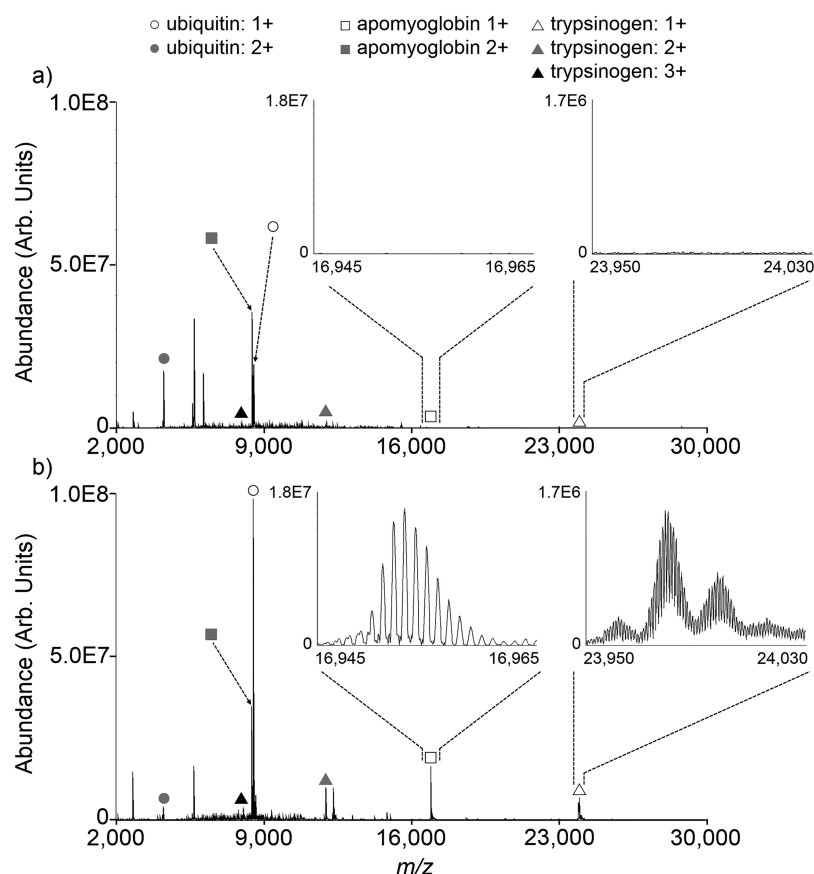 ubiquitin: 1+ apomyoglobin 1+ trypsinogen: 1+
ubiquitin: 2+ apomyoglobin 2+ trypsinogen: 2+
trypsinogen: 3+
a)
Abundance (Arb. Units)
1.0E8
5.0E7
0
1.8E7
0
16,945 16,965
1.7E6
0
23,950 24,030
2,000 9,000 16,000 23,000 30,000
b)
Abundance (Arb. Units)
1.0E8
5.0E7
0
1.8E7
0
16,945 16,965
1.7E6
0
23,950 24,030
2,000 9,000 16,000 23,000 30,000
m/z